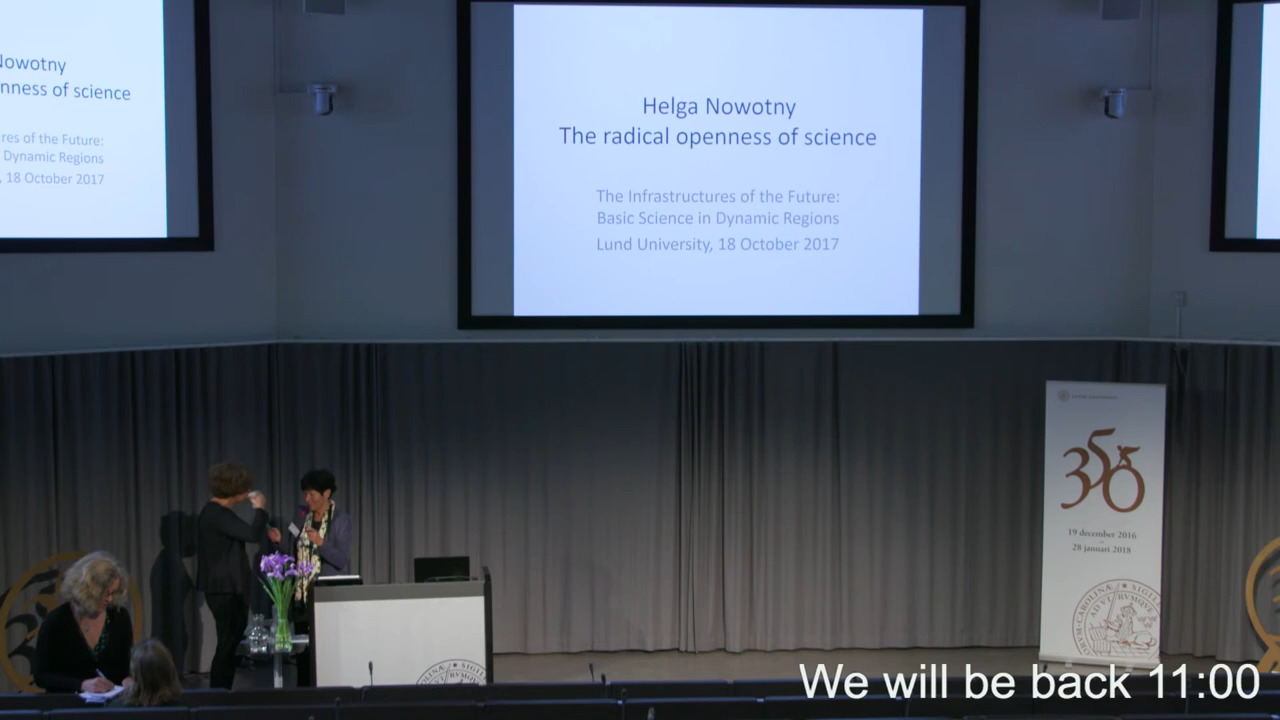 Nowotny
nness of science
res of the Future:
Dynamic Regions
, 18 October 2017
Helga Nowotny
The radical openness of science
The Infrastructures of the Future:
Basic Science in Dynamic Regions
Lund University, 18 October 2017
350
19 december 2016
–
28 januari 2018
We will be back 11:00